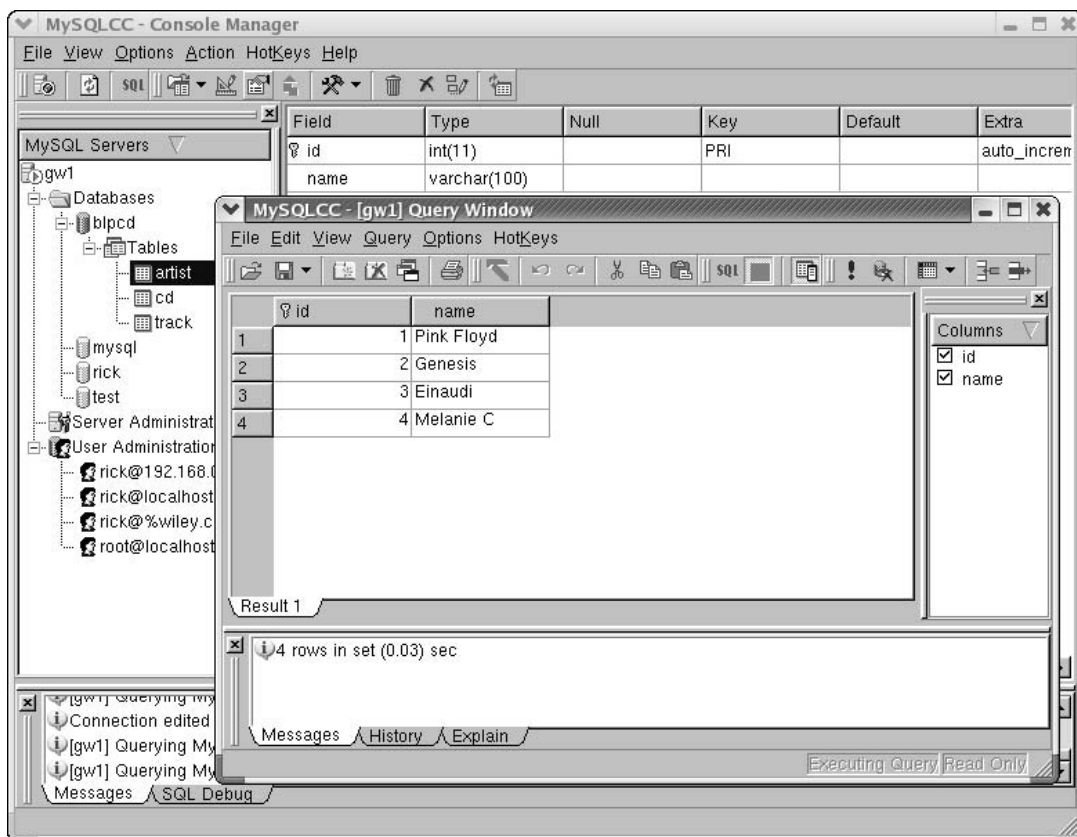 MySQLCC - Console Manager
File View Options Action HotKeys Help
SQL
MySQL Servers
gw1
Databases
blpcd
Tables
artist
cd
track
mysql
rick
test
Server Administrat
User Administration
rick@192.168.
rick@localhost
rick@%wiley.c
root@localhost
Field Type Null Key Default Extra
id int(11) PRI auto_increm
name varchar(100)
MySQLCC - [gw1] Query Window
File Edit View Query Options HotKeys
SQL
id name
1 1 Pink Floyd
2 2 Genesis
3 3 Einaudi
4 4 Melanie C
Columns
id
name
Result 1
4 rows in set (0.03) sec
Messages History Explain
Executing Query Read Only
[gw1] Querying My
Connection edited
[gw1] Querying My
[gw1] Querying My
Messages SQL Debug